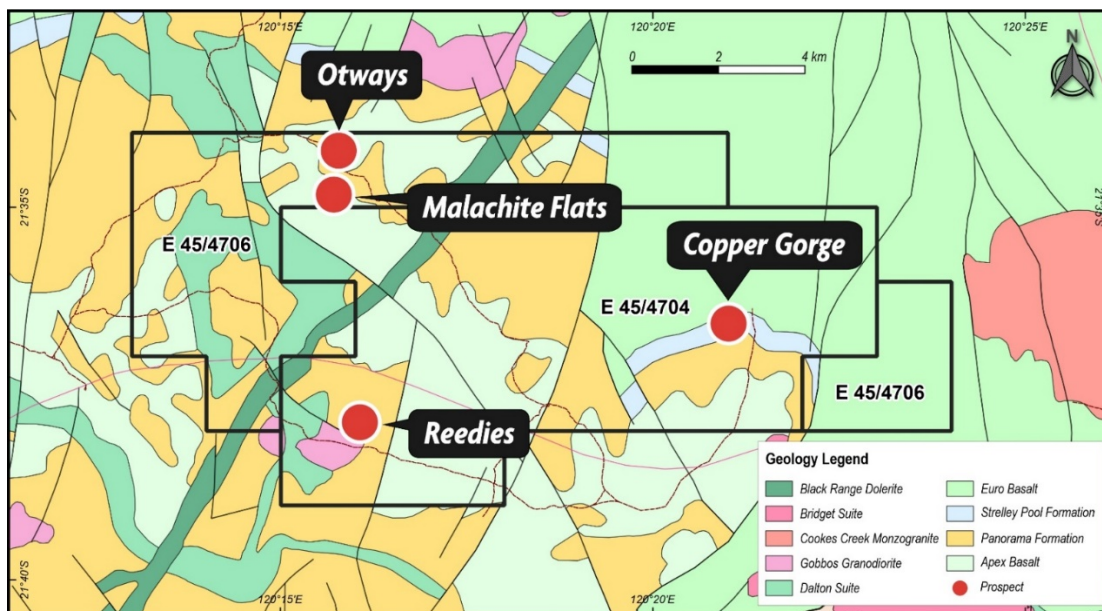 120°15'E
120°20'E
120°25'E
N
0 2 4 km
Otways
Malachite Flats
21°35'S
21°35'S
E 45/4706
Copper Gorge
E 45/4704
E 45/4706
Reedies
Geology Legend
Black Range Dolerite
Bridget Suite
Cookes Creek Monzogranite
Gobbos Granodiorite
Dalton Suite
Euro Basalt
Strelley Pool Formation
Panorama Formation
Apex Basalt
Prospect
21°40'S
120°15'E
120°20'E